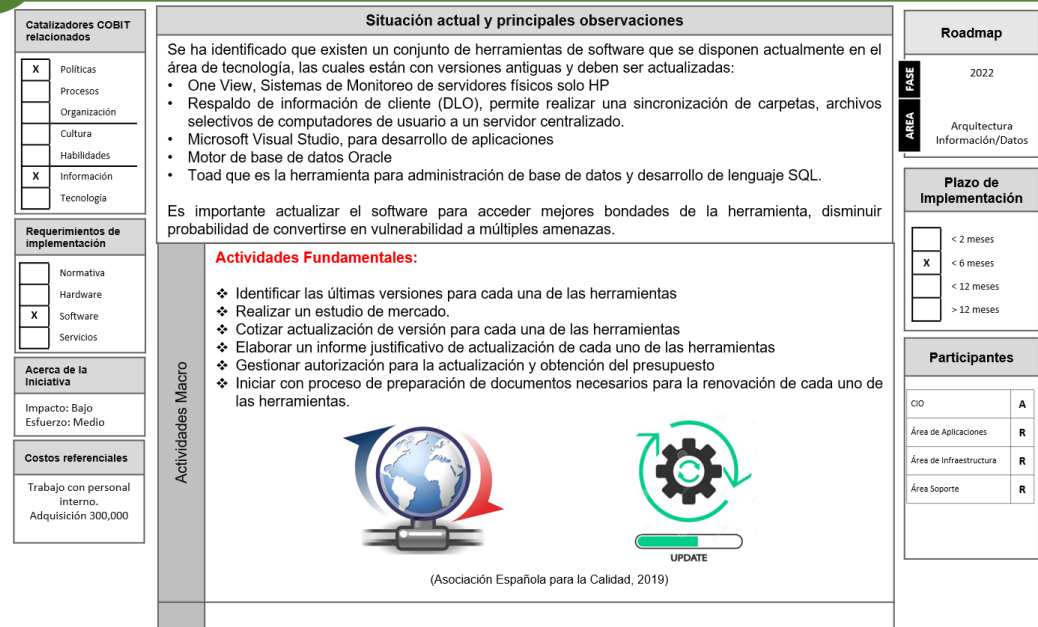 Catalizadores COBIT
relacionados
X Políticas
Procesos
Organización
Cultura
Habilidades
X Información
Tecnología
Requerimientos de
implementación
Normativa
Hardware
X Software
Servicios
Acerca de la
Iniciativa
Impacto: Bajo
Esfuerzo: Medio
Costos referenciales
Trabajo con personal
interno.
Adquisición 300,000
Situación actual y principales observaciones
Se ha identificado que existen un conjunto de herramientas de software que se disponen actualmente en el
área de tecnología, las cuales están con versiones antiguas y deben ser actualizadas:
• One View, Sistemas de Monitoreo de servidores físicos solo HP
• Respaldo de información de cliente (DLO), permite realizar una sincronización de carpetas, archivos
selectivos de computadores de usuario a un servidor centralizado.
• Microsoft Visual Studio, para desarrollo de aplicaciones
• Motor de base de datos Oracle
• Toad que es la herramienta para administración de base de datos y desarrollo de lenguaje SQL.
Es importante actualizar el software para acceder mejores bondades de la herramienta, disminuir
probabilidad de convertirse en vulnerabilidad a múltiples amenazas.
Actividades Macro
Actividades Fundamentales:
❖ Identificar las últimas versiones para cada una de las herramientas
❖ Realizar un estudio de mercado.
❖ Cotizar actualización de versión para cada una de las herramientas
❖ Elaborar un informe justificativo de actualización de cada uno de las herramientas
❖ Gestionar autorización para la actualización y obtención del presupuesto
❖ Iniciar con proceso de preparación de documentos necesarios para la renovación de cada uno de
las herramientas.
UPDATE
(Asociación Española para la Calidad, 2019)
Roadmap
FASE
2022
AREA
Arquitectura
Información/Datos
Plazo de
Implementación
< 2 meses
X < 6 meses
< 12 meses
> 12 meses
Participantes
CIO A
Área de Aplicaciones R
Área de Infraestructura R
Área Soporte R